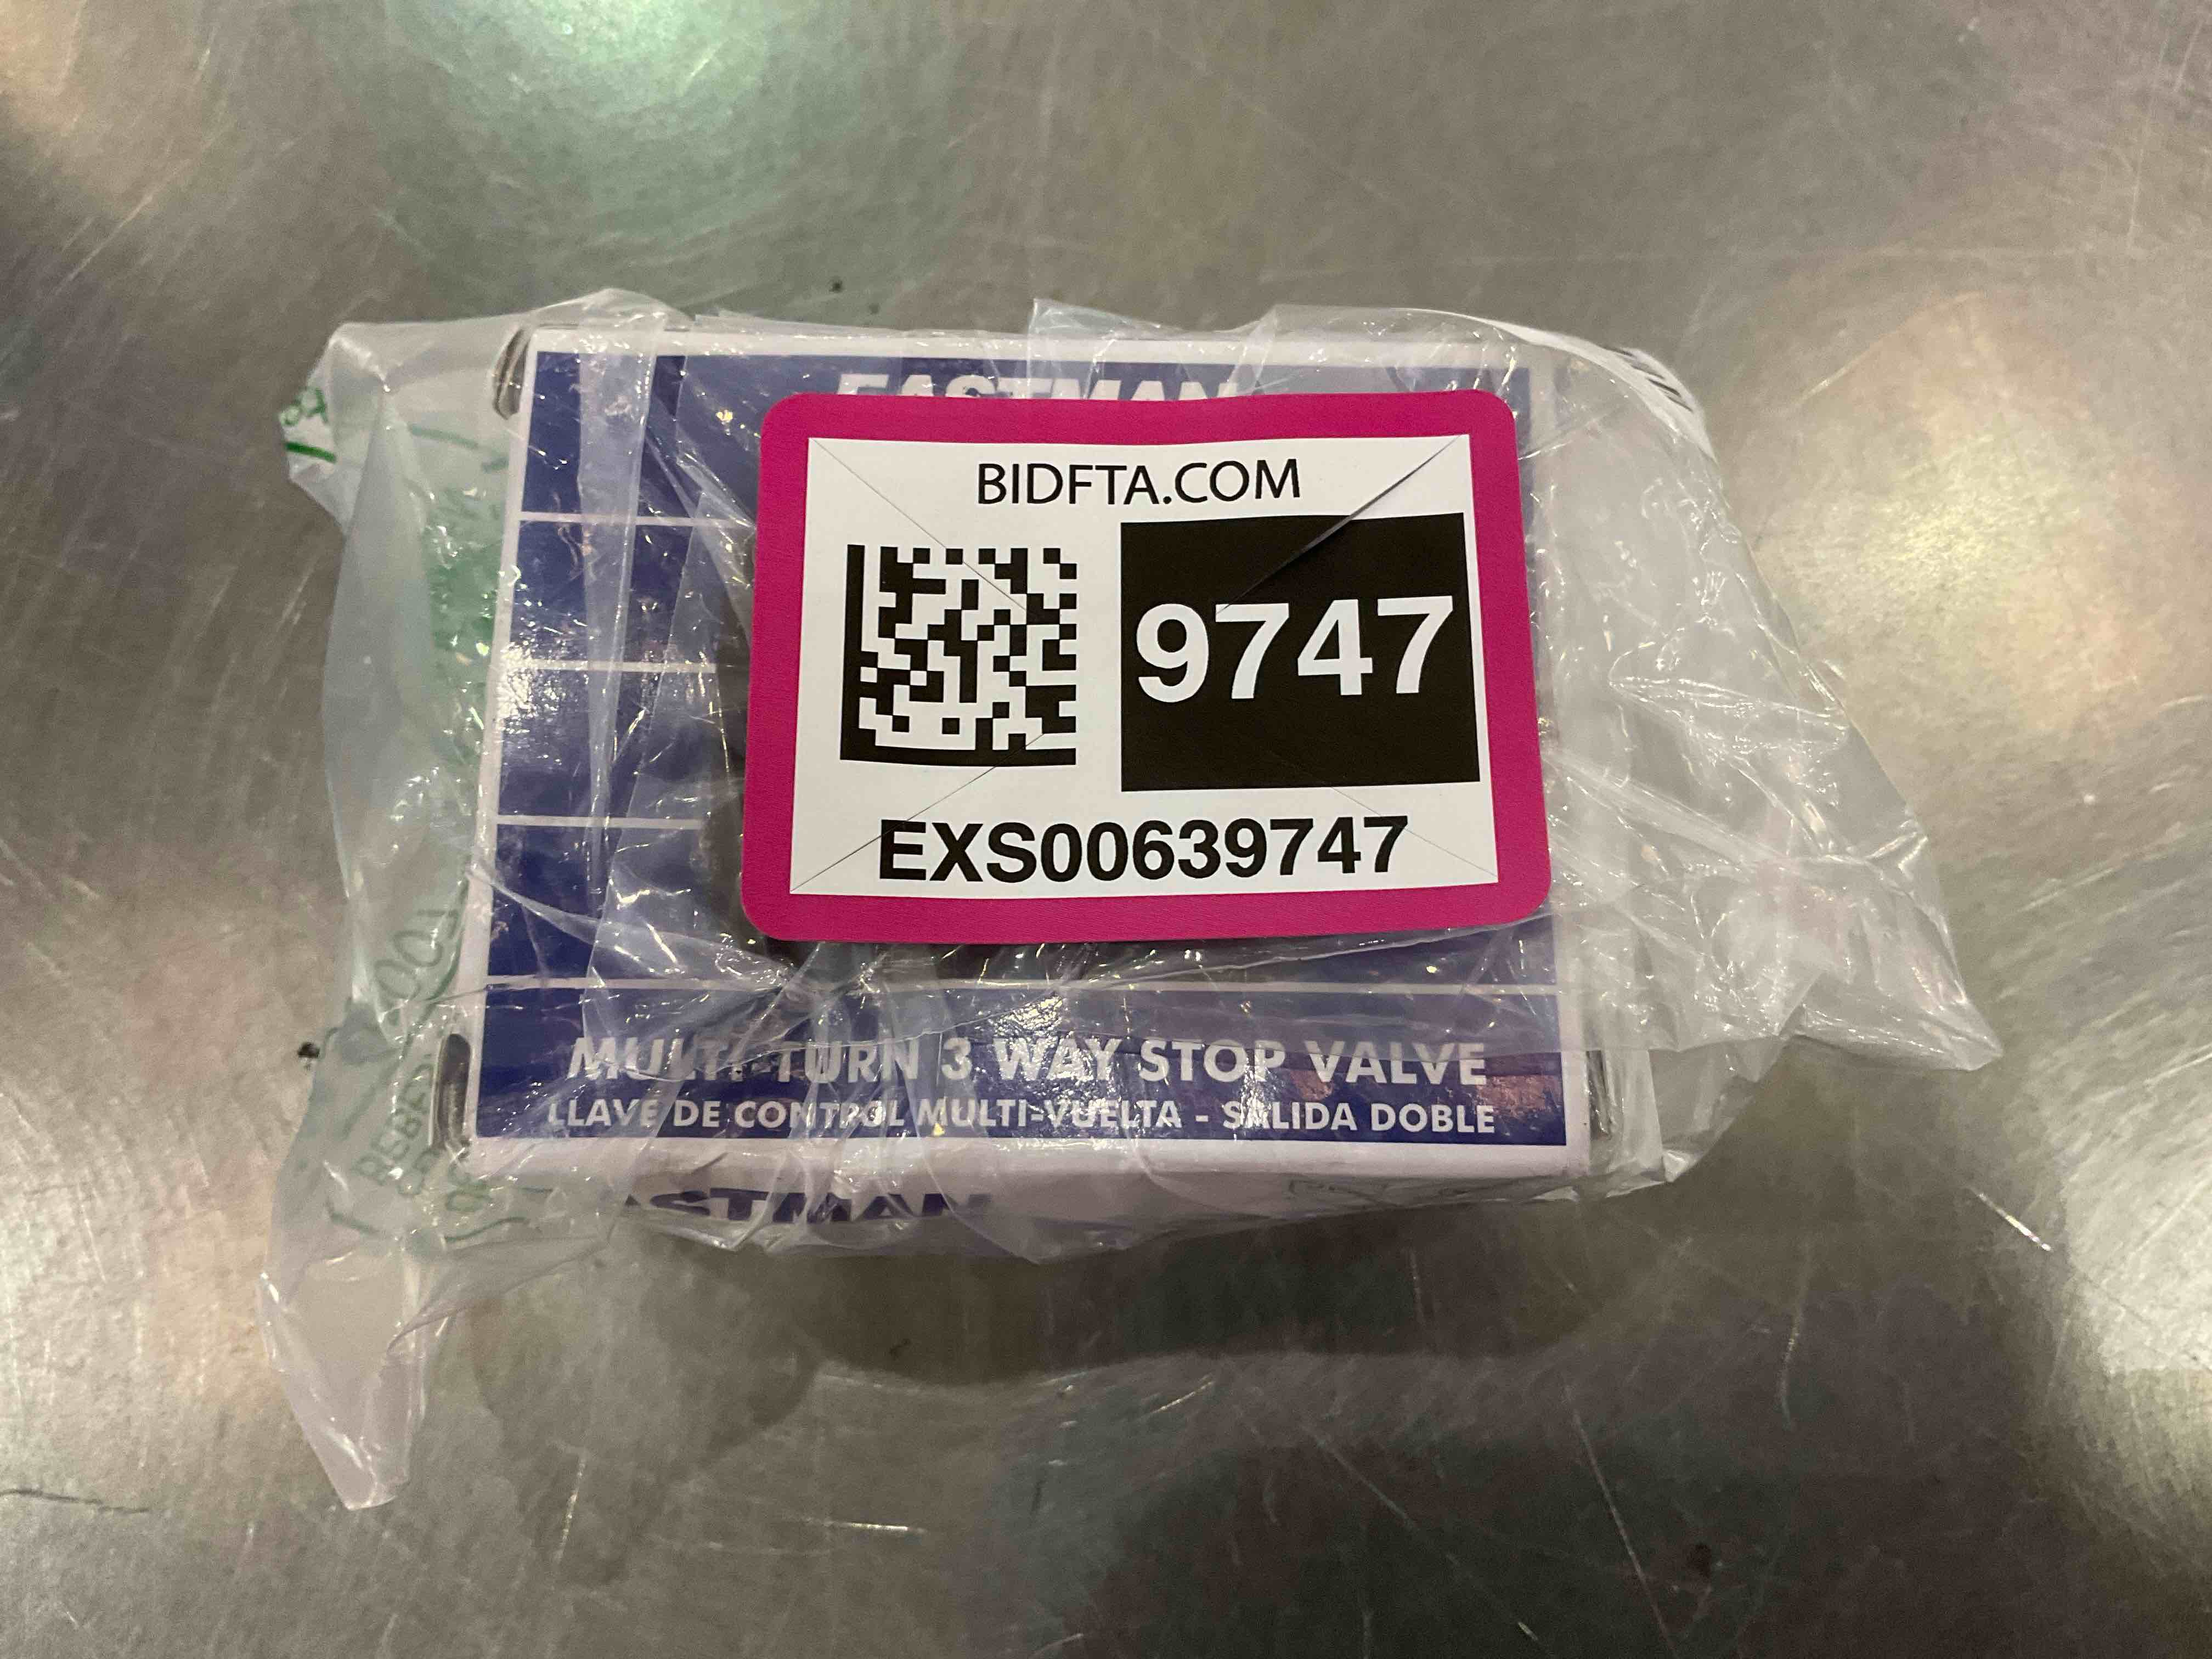 EASTMAN
BIDFTA.COM
9747
EXS00639747
MULTI-TURN 3 WAY STOP VALVE
LLAVE DE CONTROL MULTI-VUELTA - SALIDA DOBLE
EASTMAN